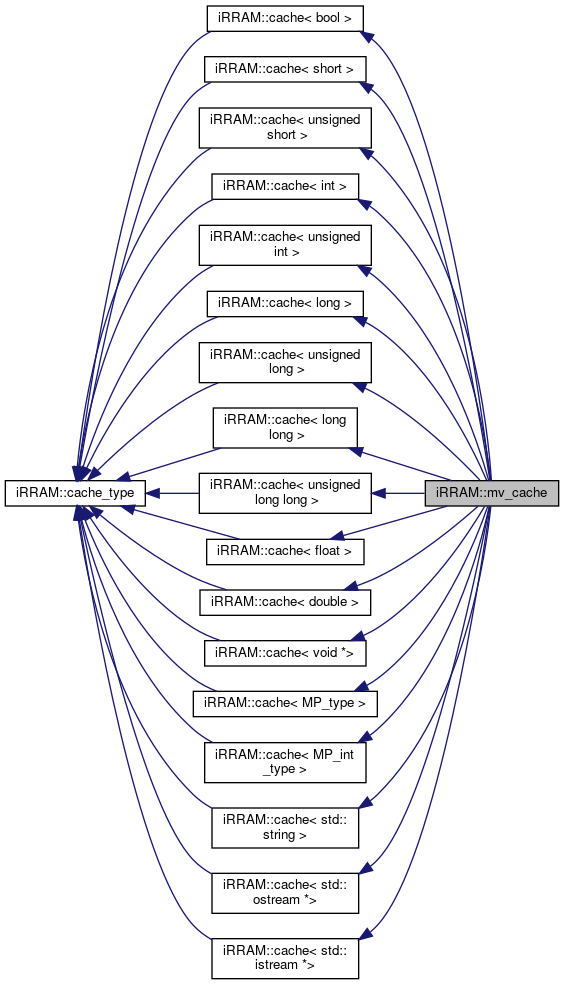 iRRAM::cache< bool >
iRRAM::cache< short >
iRRAM::cache< unsigned
short >
iRRAM::cache< int >
iRRAM::cache< unsigned
int >
iRRAM::cache< long >
iRRAM::cache< unsigned
long >
iRRAM::cache< long
long >
iRRAM::cache_type
iRRAM::cache< unsigned
long long >
iRRAM::mv_cache
iRRAM::cache< float >
iRRAM::cache< double >
iRRAM::cache< void *>
iRRAM::cache< MP_type >
iRRAM::cache< MP_int
_type >
iRRAM::cache< std::
string >
iRRAM::cache< std::
ostream *>
iRRAM::cache< std::
istream *>